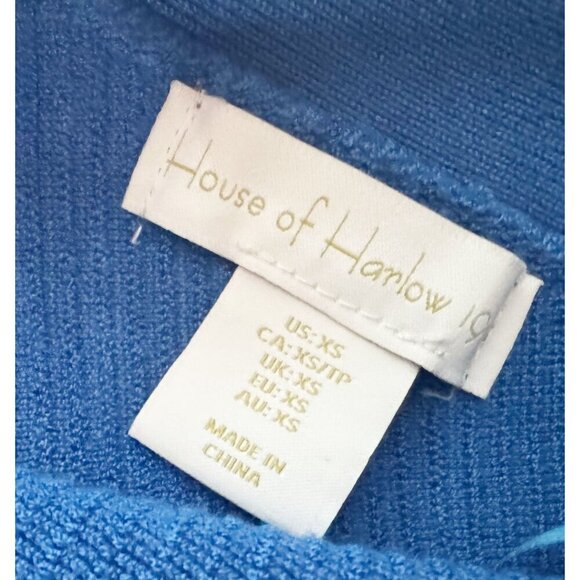 House of Harlow 19
US: XS
CA: XS/TP
UK: XS
EU: XS
AU: XS
MADE IN
CHINA